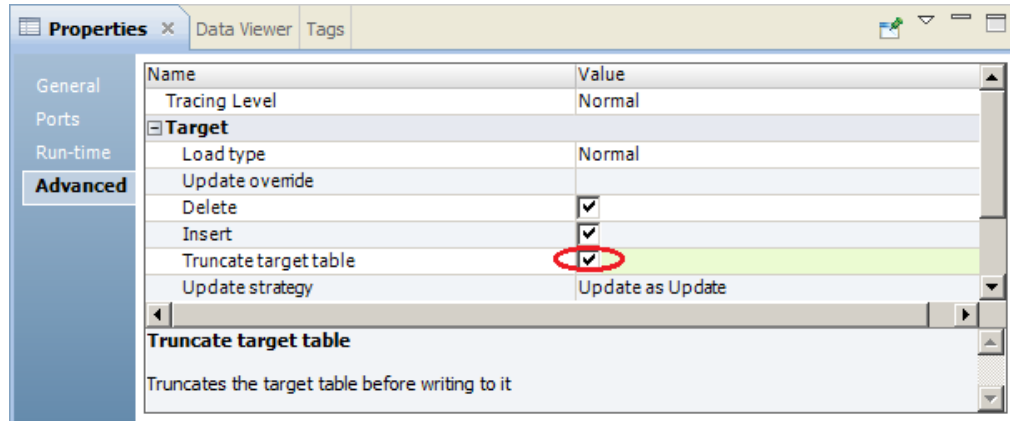 Properties Data Viewer Tags
General
Ports
Run-time
Advanced
Name Value
Tracing Level Normal
Target
Load type Normal
Update override
Delete
Insert
Truncate target table
Update strategy Update as Update
Truncate target table
Truncates the target table before writing to it